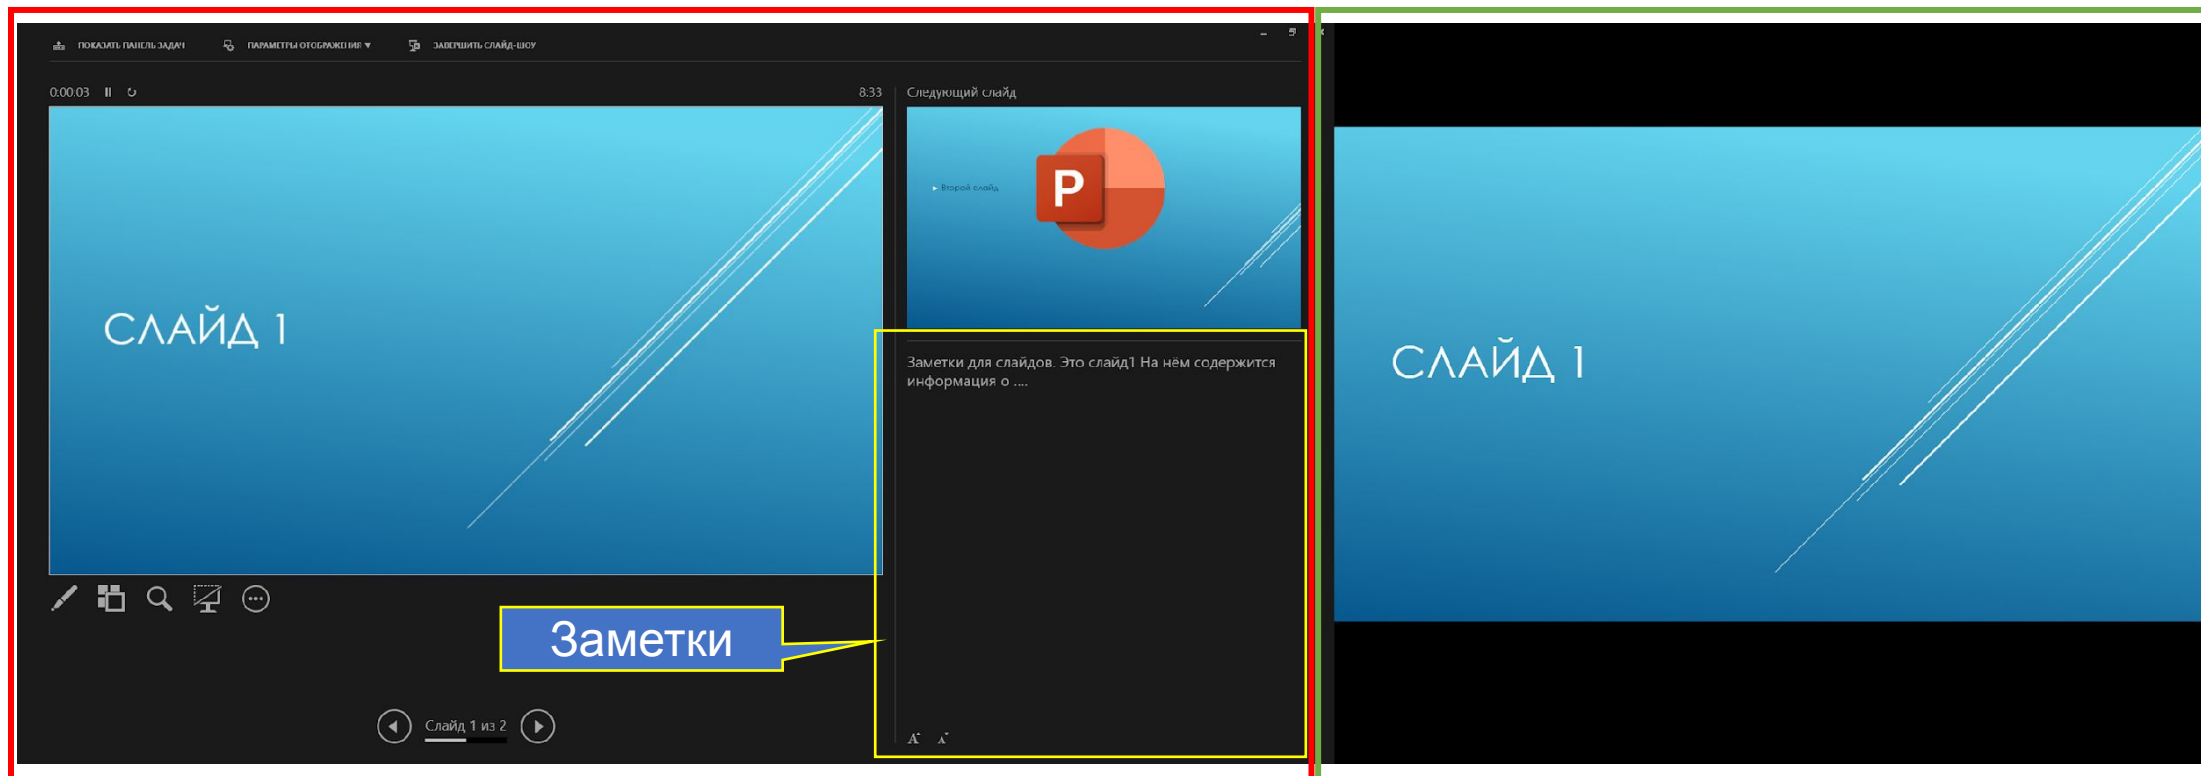 ПОКАЗАТЬ ПАНЕЛЬ ЗАДАЧ ПАРАМЕТРЫ ОТОБРАЖЕНИЯ ▼ ЗАВЕРШИТЬ СЛАЙД-ШОУ
0:00:03 8:33
СЛАЙД 1
Слайд 1 из 2
Следующий слайд
Второй слайд
P
Заметки для слайдов. Это слайд1 На нём содержится
информация о ....
A A
Заметки
СЛАЙД 1